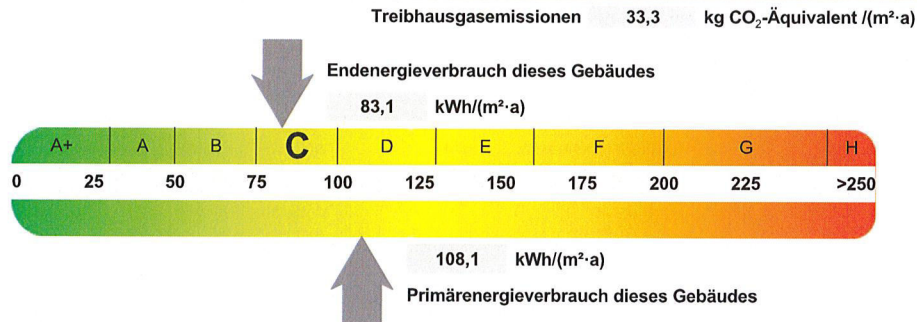 Treibhausgasemissionen 33,3 kg CO₂-Äquivalent /(m²·a)
Endenergieverbrauch dieses Gebäudes
83,1 kWh/(m²·a)
A+ A B C D E F G H
0 25 50 75 100 125 150 175 200 225 >250
108,1 kWh/(m²·a)
Primärenergieverbrauch dieses Gebäudes